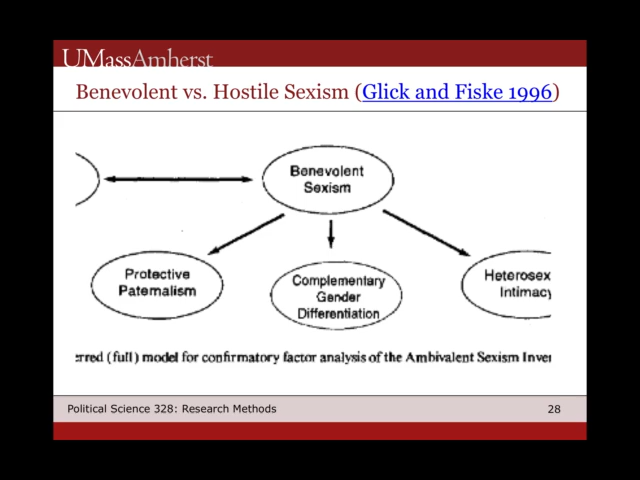 UMassAmherst
Benevolent vs. Hostile Sexism (Glick and Fiske 1996)
Benevolent
Sexism
Protective
Paternalism
Complementary
Gender
Differentiation
Heterosex
Intimacy
erred (full) model for confirmatory factor analysis of the Ambivalent Sexism Inven
Political Science 328: Research Methods
28